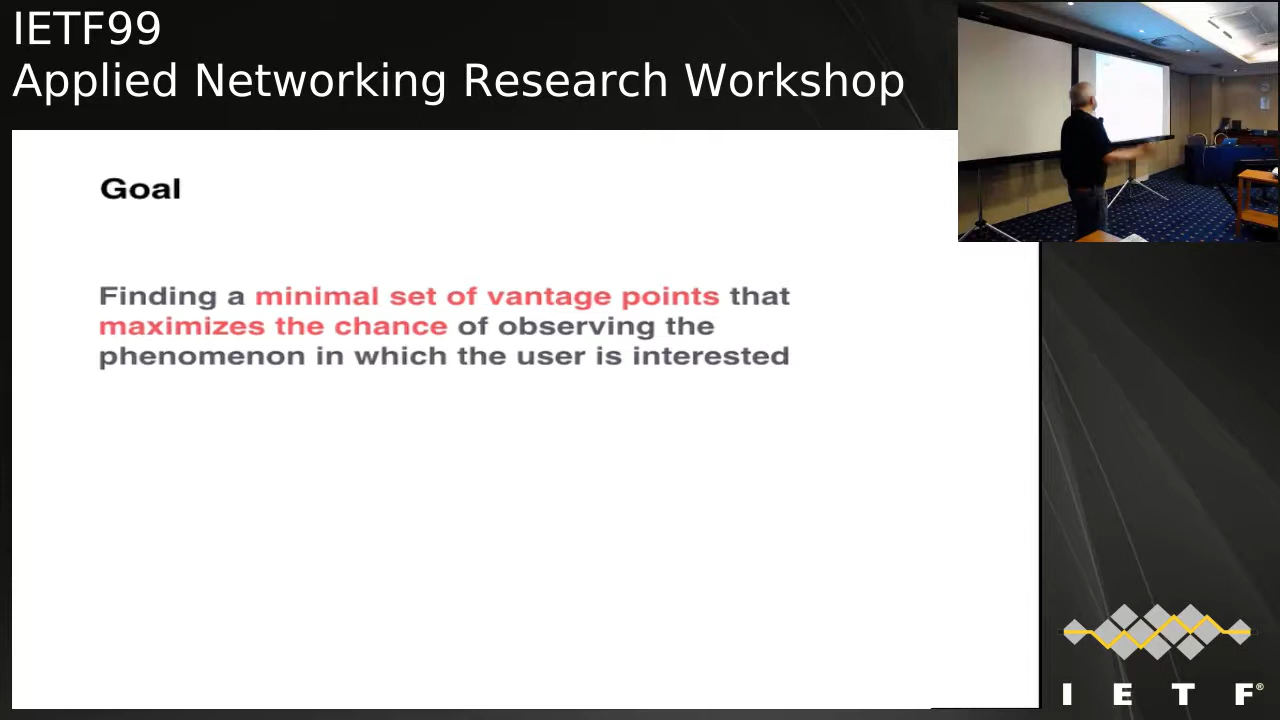 IETF99
Applied Networking Research Workshop
Goal
Finding a minimal set of vantage points that
maximizes the chance of observing the
phenomenon in which the user is interested
I E T F®